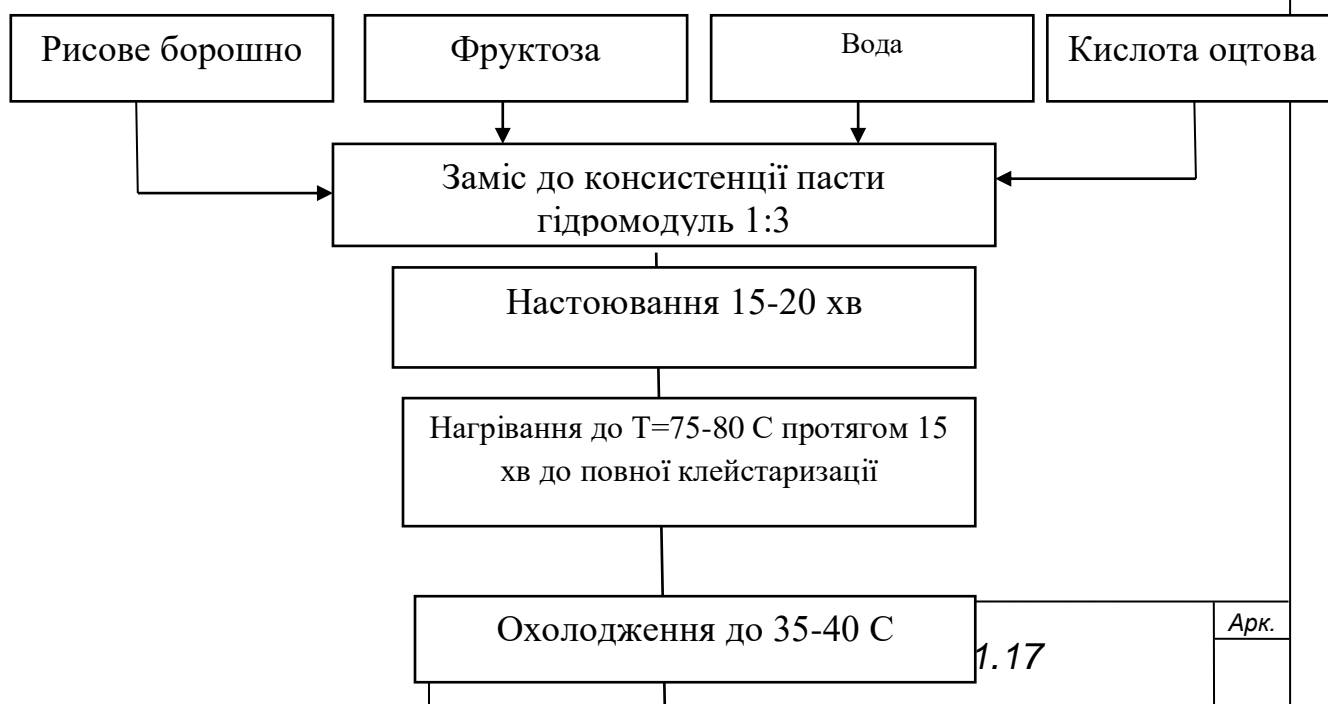 Рисове борошно
Фруктоза
Вода
Кислота оцтова
Заміс до консистенції пасти
гідромодуль 1:3
Настоювання 15-20 хв
Нагрівання до Т=75-80 С протягом 15
хв до повної клейстаризації
Охолодження до 35-40 С
1.17
Арк.